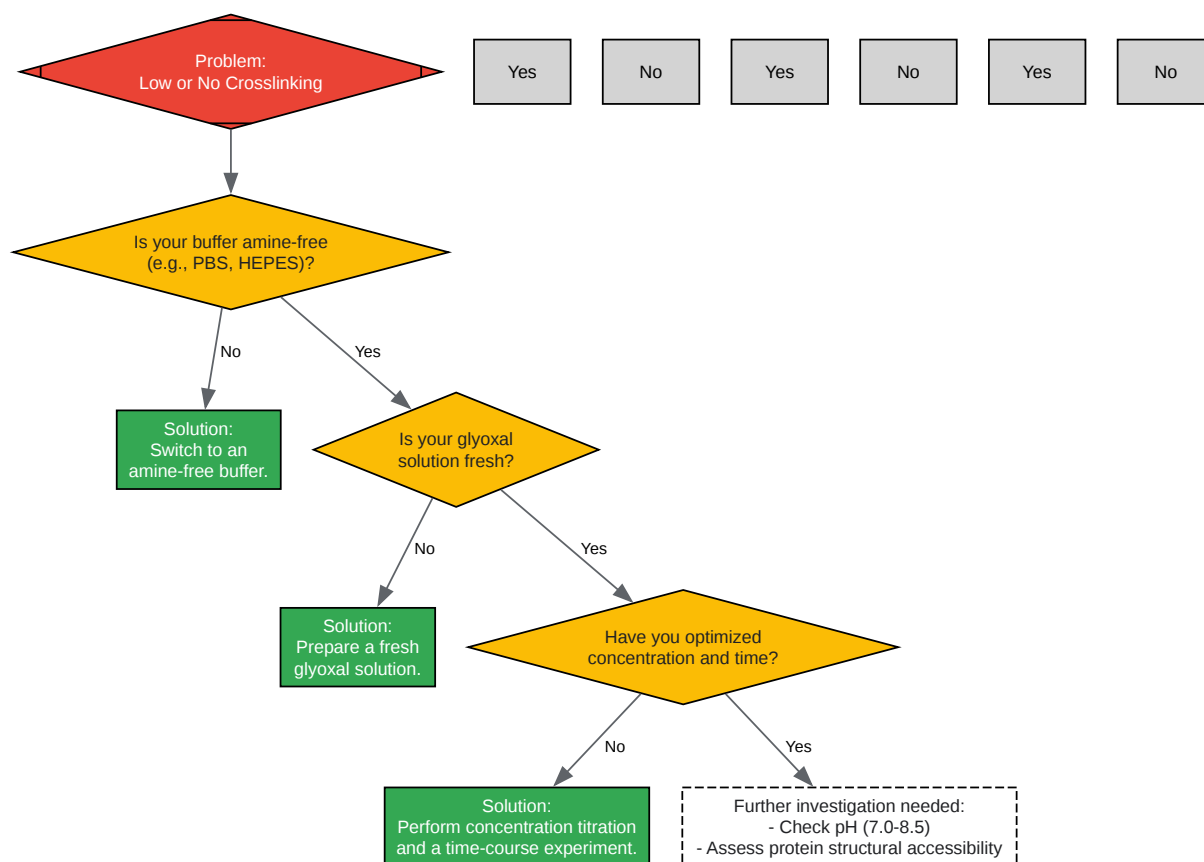 Problem:
Low or No Crosslinking
Yes
No
Yes
No
Yes
No
Is your buffer amine-free
(e.g., PBS, HEPES)?
No
Yes
Solution:
Switch to an
amine-free buffer.
Is your glyoxal
solution fresh?
No
Yes
Solution:
Prepare a fresh
glyoxal solution.
Have you optimized
concentration and time?
No
Yes
Solution:
Perform concentration titration
and a time-course experiment.
Further investigation needed:
- Check pH (7.0-8.5)
- Assess protein structural accessibility